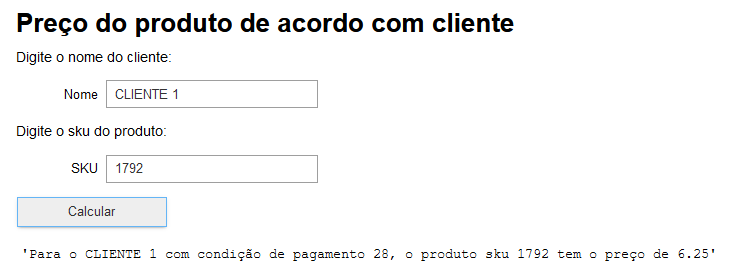 Preço do produto de acordo com cliente
Digite o nome do cliente:
Nome CLIENTE 1
Digite o sku do produto:
SKU 1792
Calcular
'Para o CLIENTE 1 com condição de pagamento 28, o produto sku 1792 tem o preço de 6.25'